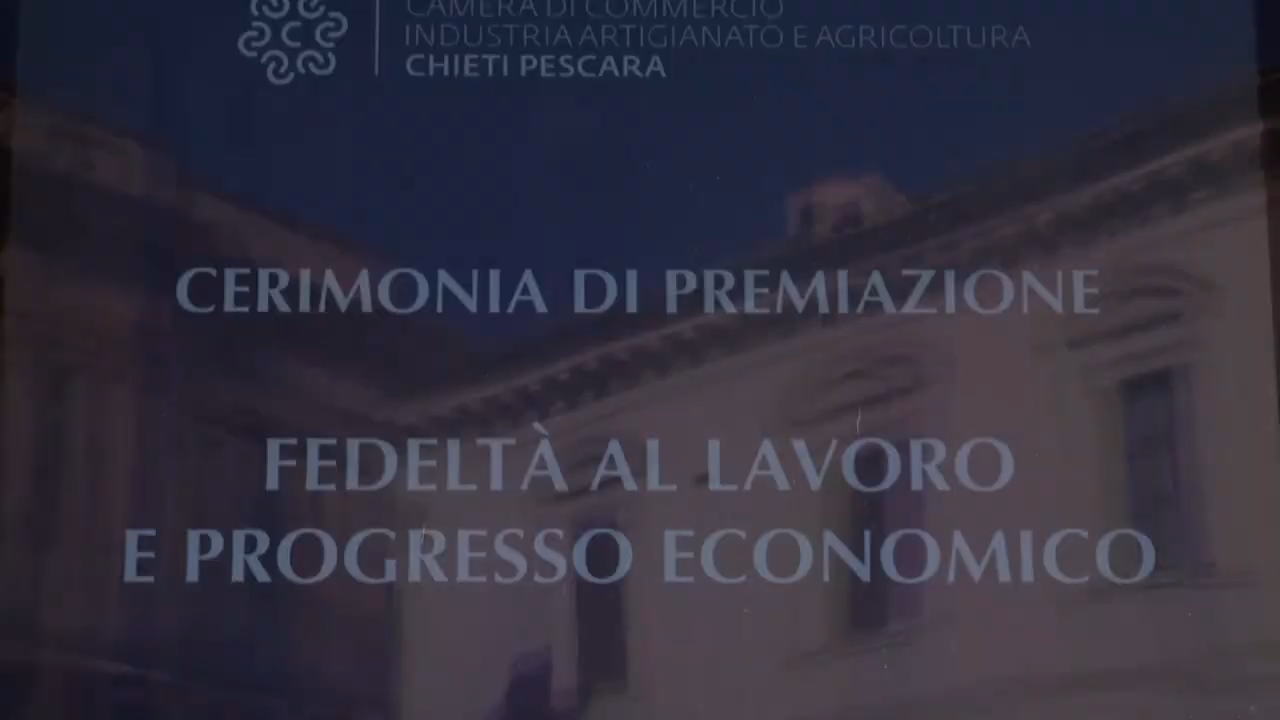 CAMERA DI COMMERCIO
INDUSTRIA ARTIGIANATO E AGRICOLTURA
CHIETI PESCARA
CERIMONIA DI PREMIAZIONE
FEDELTÀ AL LAVORO
E PROGRESSO ECONOMICO